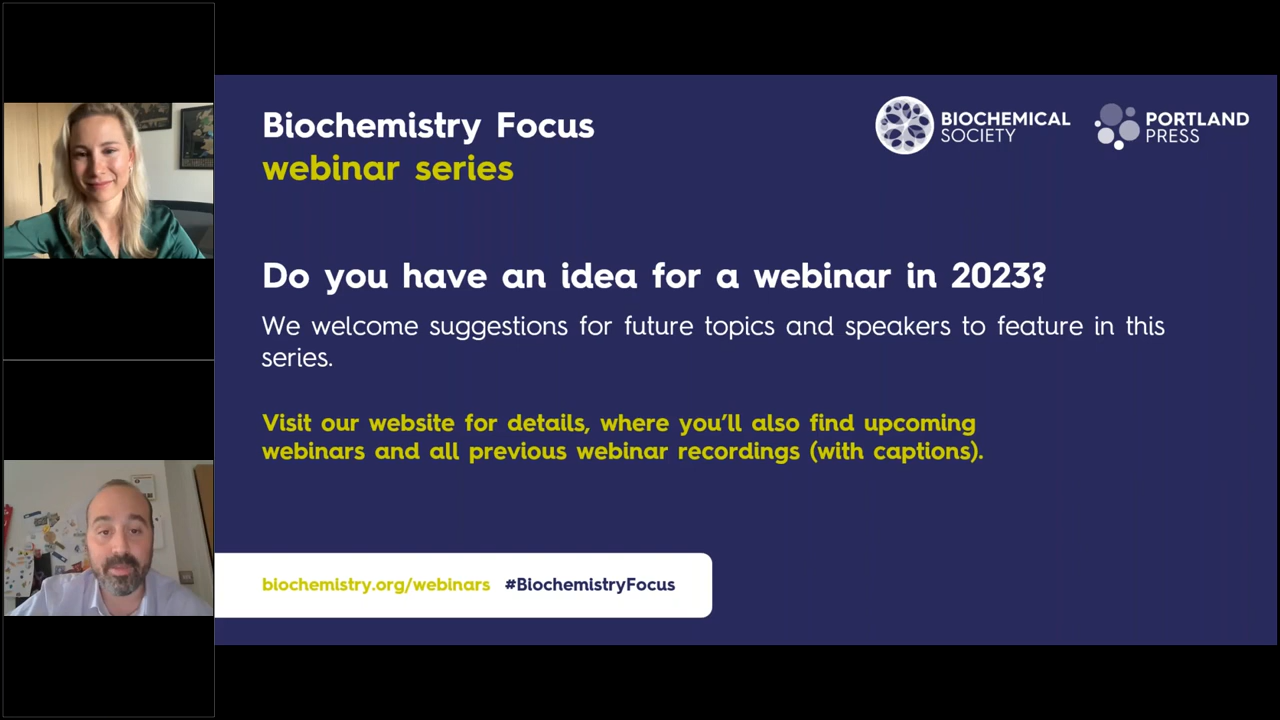 Biochemistry Focus
webinar series
BIOCHEMICAL
SOCIETY
PORTLAND
PRESS
Do you have an idea for a webinar in 2023?
We welcome suggestions for future topics and speakers to feature in this
series.
Visit our website for details, where you'll also find upcoming
webinars and all previous webinar recordings (with captions).
biochemistry.org/webinars #BiochemistryFocus